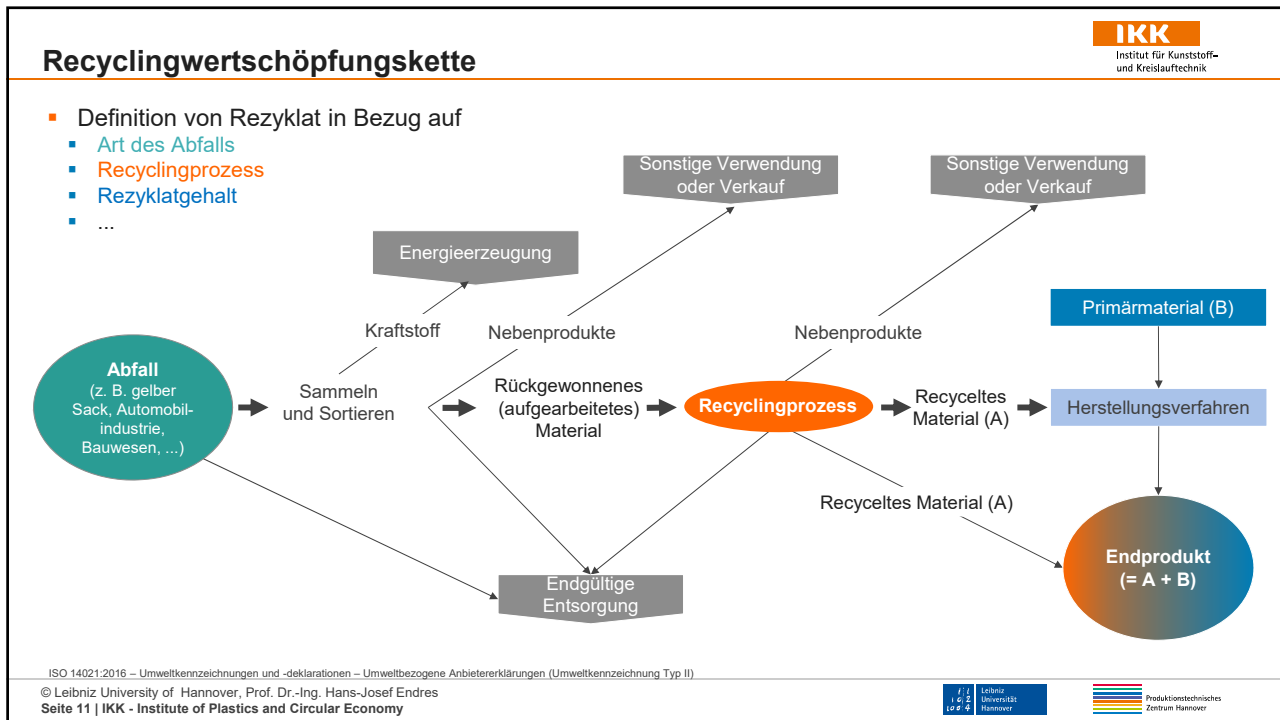 Recyclingwertschöpfungskette
IKK
Institut für Kunststoff-
und Kreislauftechnik
Definition von Rezyklat in Bezug auf
Art des Abfalls
Recyclingprozess
Rezyklatgehalt
...
Sonstige Verwendung
oder Verkauf
Sonstige Verwendung
oder Verkauf
Energieerzeugung
Kraftstoff
Nebenprodukte
Nebenprodukte
Primärmaterial (B)
Abfall
(z. B. gelber
Sack, Automobil-
industrie,
Bauwesen, ...)
Sammeln
und Sortieren
Rückgewonnenes
(aufgearbeitetes)
Material
Recyclingprozess
Recyceltes
Material (A)
Herstellungsverfahren
Recyceltes Material (A)
Endprodukt
(= A + B)
Endgültige
Entsorgung
ISO 14021:2016 – Umweltkennzeichnungen und -deklarationen – Umweltbezogene Anbietererklärungen (Umweltkennzeichnung Typ II)
© Leibniz University of Hannover, Prof. Dr.-Ing. Hans-Josef Endres
Seite 11 | IKK - Institute of Plastics and Circular Economy
Leibniz
Universität
Hannover
Produktionstechnisches
Zentrum Hannover